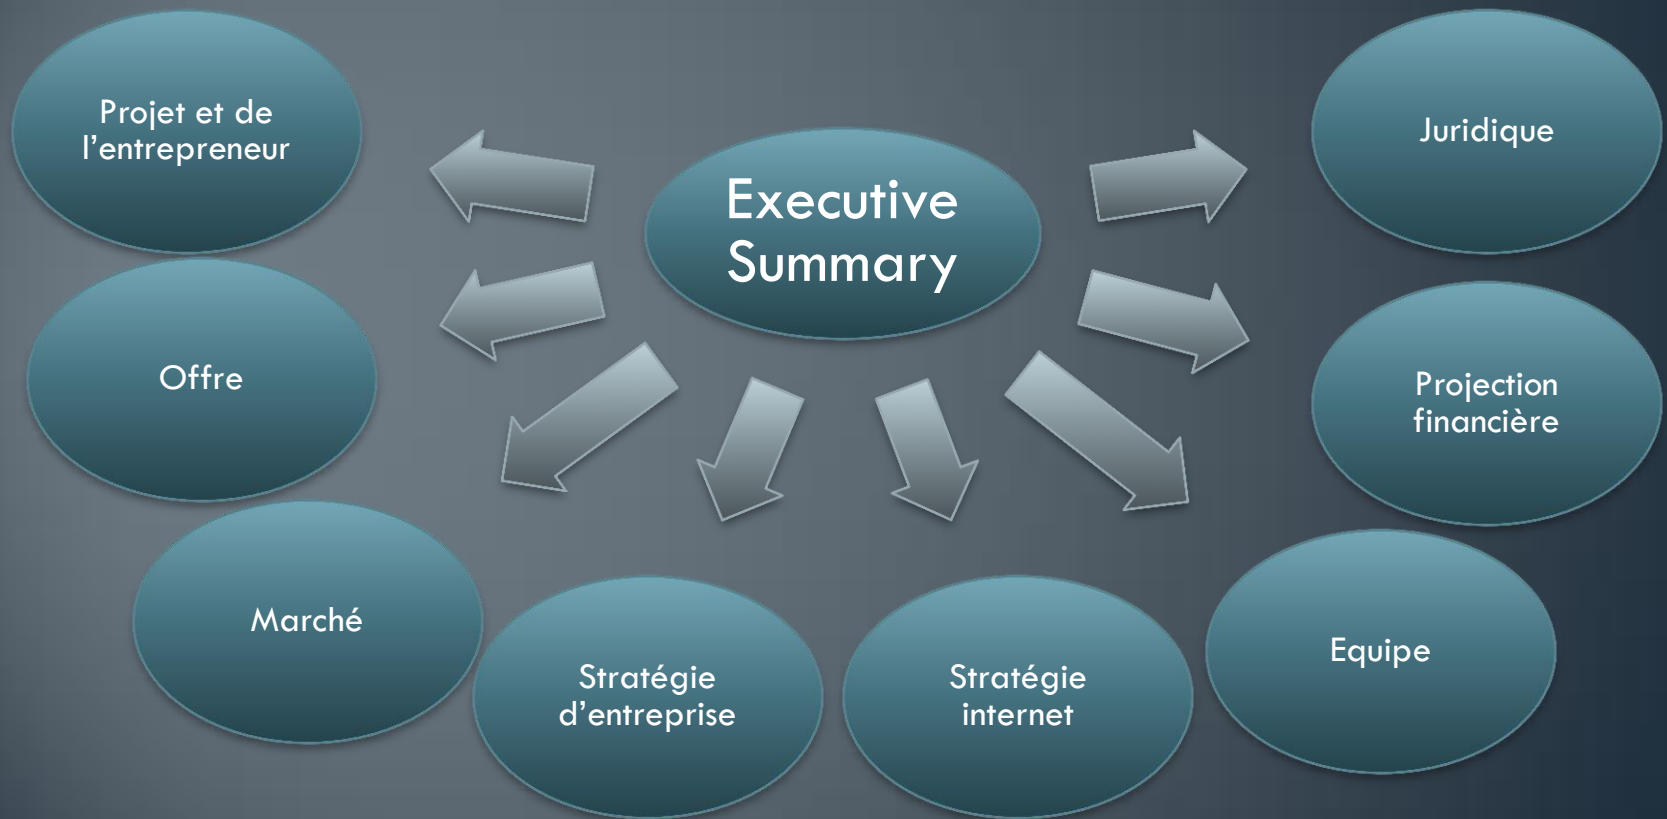 Executive
Summary
Projet et de
l’entrepreneur
Offre
Marché
Stratégie
d’entreprise
Stratégie
internet
Equipe
Projection
financière
Juridique